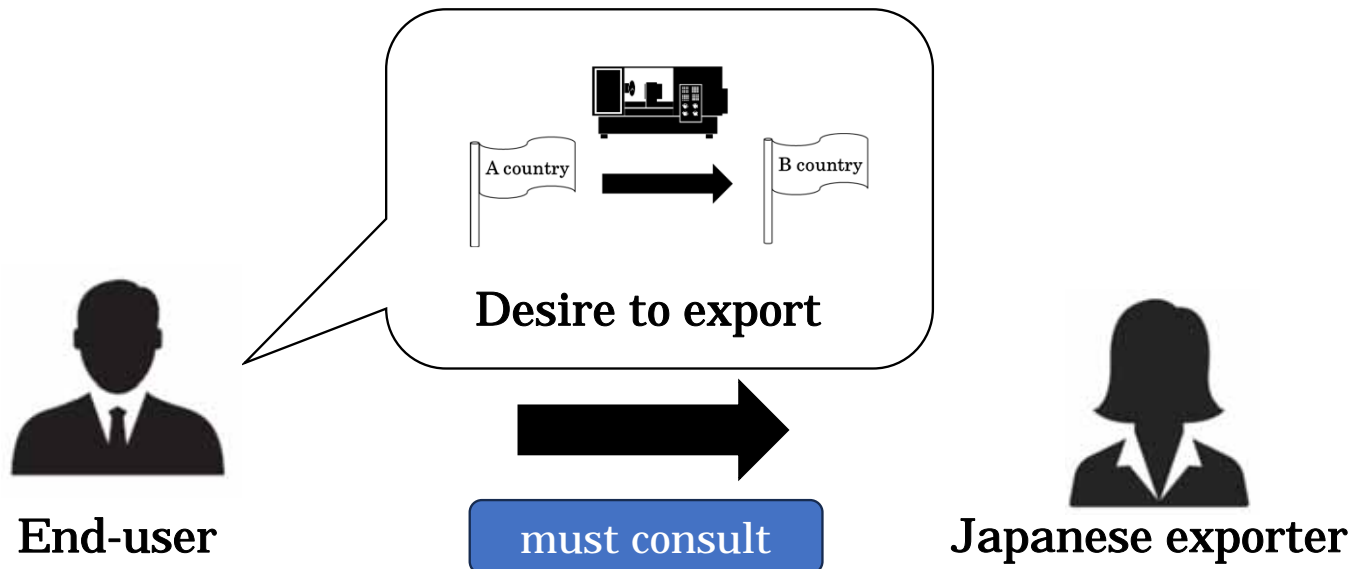 A country
B country
Desire to export
End-user
must consult
Japanese exporter